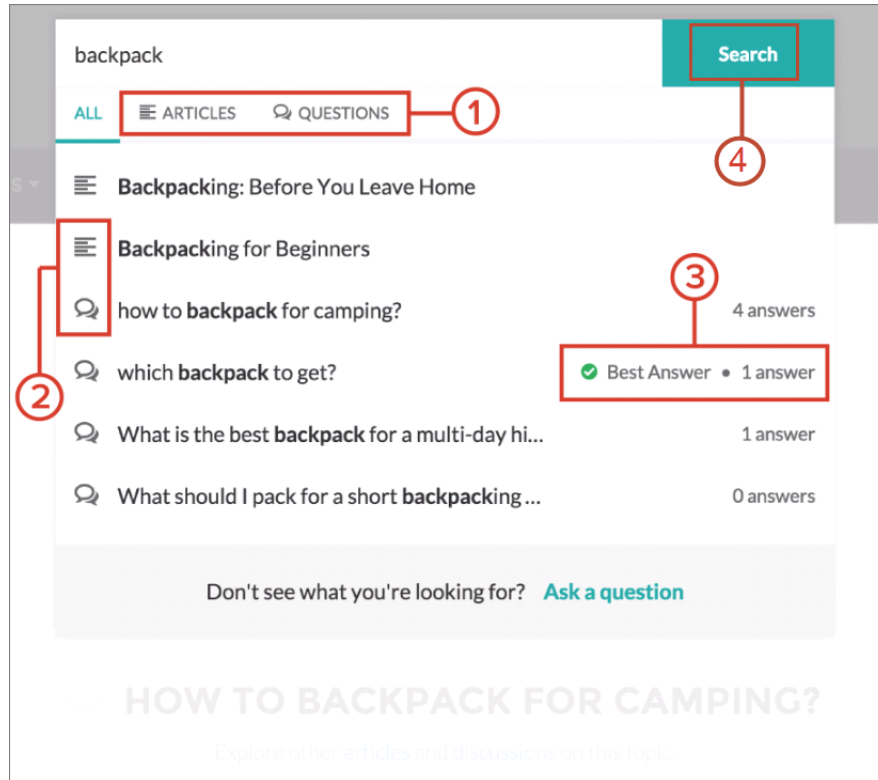 backpack
Search
ALL ARTICLES QUESTIONS
1
4
S
Backpacking: Before You Leave Home
Backpacking for Beginners
3
how to backpack for camping?
4 answers
2
which backpack to get?
Best Answer • 1 answer
What is the best backpack for a multi-day hi...
1 answer
What should I pack for a short backpacking ...
0 answers
Don't see what you're looking for? Ask a question
HOW TO BACKPACK FOR CAMPING?
Explore other articles and discussions on this topic.